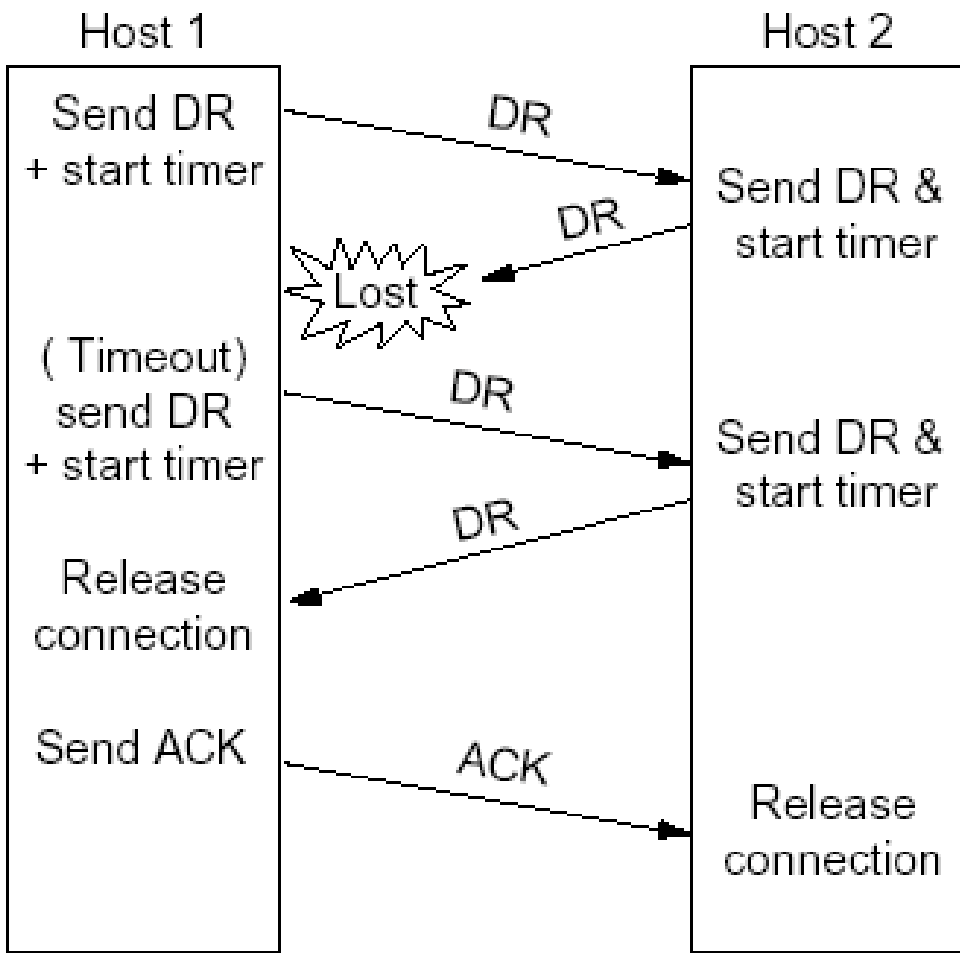 Host 1
Host 2
Send DR
+ start timer
DR
Send DR &
start timer
DR
Lost
( Timeout)
send DR
+ start timer
DR
Send DR &
start timer
DR
Release
connection
Send ACK
ACK
Release
connection